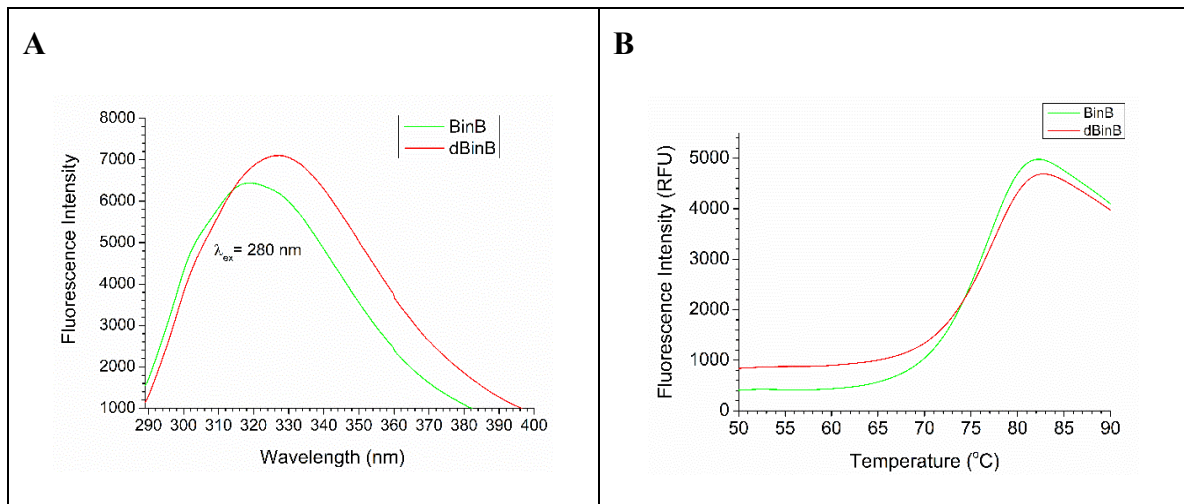 A
8000
7000
6000
5000
4000
3000
2000
1000
Fluorescence Intensity
BinB
dBinB
λex= 280 nm
290 300 310 320 330 340 350 360 370 380 390 400
Wavelength (nm)
B
BinB
dBinB
5000
4000
3000
2000
1000
0
Fluorescence Intensity (RFU)
50 55 60 65 70 75 80 85 90
Temperature (°C)